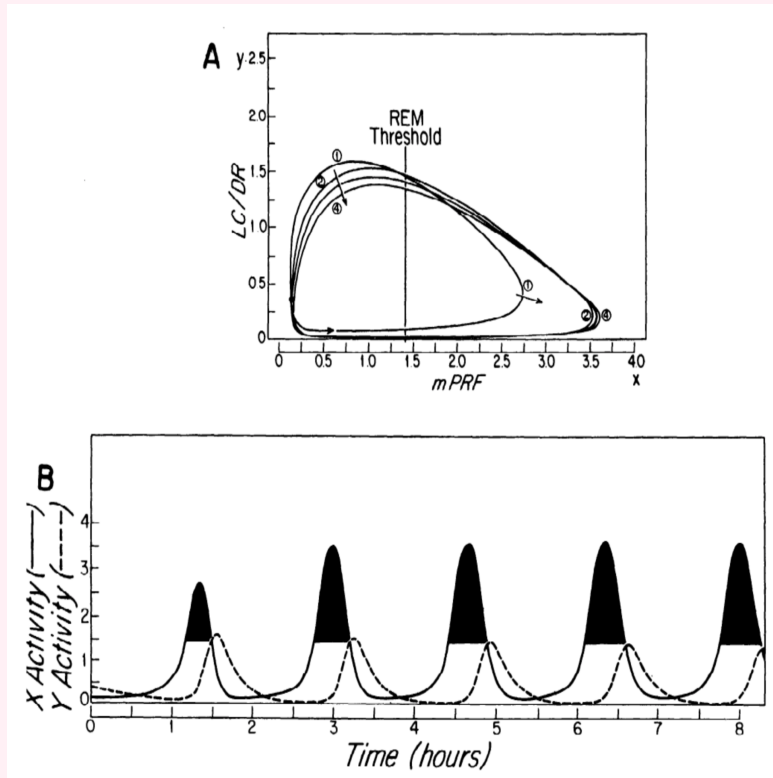 A
y 2.5
2.0
1.5
1.0
0.5
0
LC/DR
REM
Threshold
①
②
④
①
② ④
0 0.5 1.0 1.5 2.0 2.5 3.0 3.5 4.0
mPRF
x
B
X Activity (——)
Y Activity (----)
4
3
2
1
0
0 1 2 3 4 5 6 7 8
Time (hours)